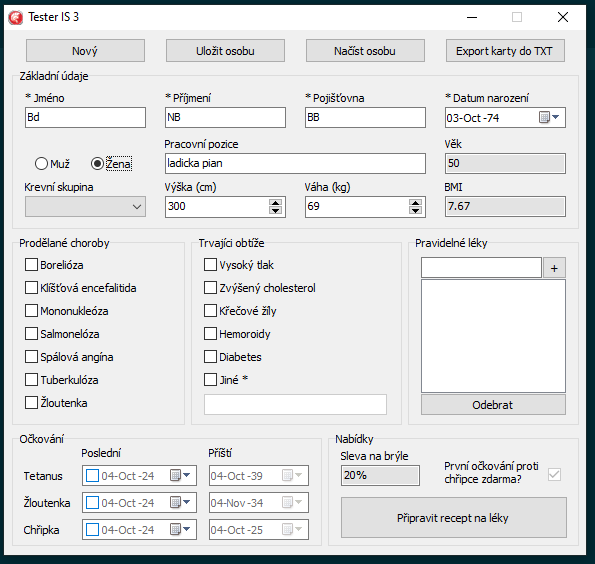 Tester IS 3
Nový Uložit osobu Načíst osobu Export karty do TXT
Základní údaje
* Jméno * Příjmení * Pojišťovna * Datum narození
Bd NB BB 03-Oct -74
Pracovní pozice Věk
Muž Žena ladicka pian 50
Krevní skupina Výška (cm) Váha (kg) BMI
300 69 7.67
Prodělané choroby Trvající obtíže Pravidelné léky
Borelióza Vysoký tlak +
Klíšťová encefalitida Zvýšený cholesterol
Mononukleóza Křečové žíly
Salmonelóza Hemoroidy
Spálová angína Diabetes
Tuberkulóza Jiné *
Žloutenka Odebrat
Očkování Nabídky
Poslední Příští Sleva na brýle
Tetanus 04-Oct -24 04-Oct -39 20% První očkování proti
chřipce zdarma?
Žloutenka 04-Oct -24 04-Nov -34
Chřipka 04-Oct -24 04-Oct -25 Připravit recept na léky